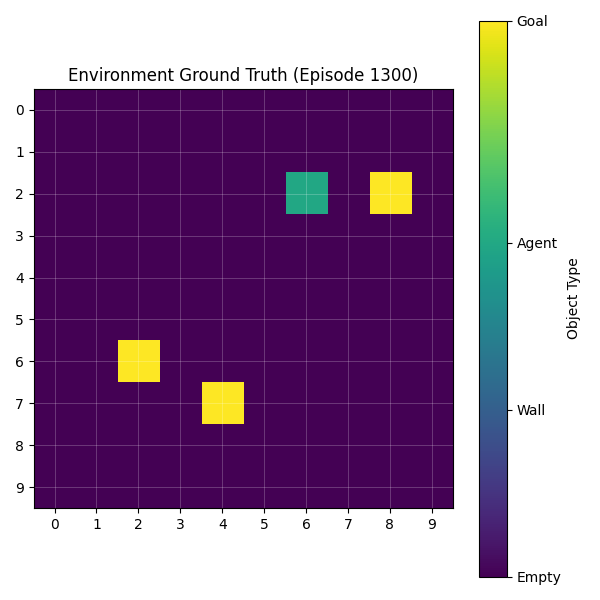 Environment Ground Truth (Episode 1300)
0
1
2
3
4
5
6
7
8
9
0 1 2 3 4 5 6 7 8 9
Goal
Agent
Wall
Empty
Object Type